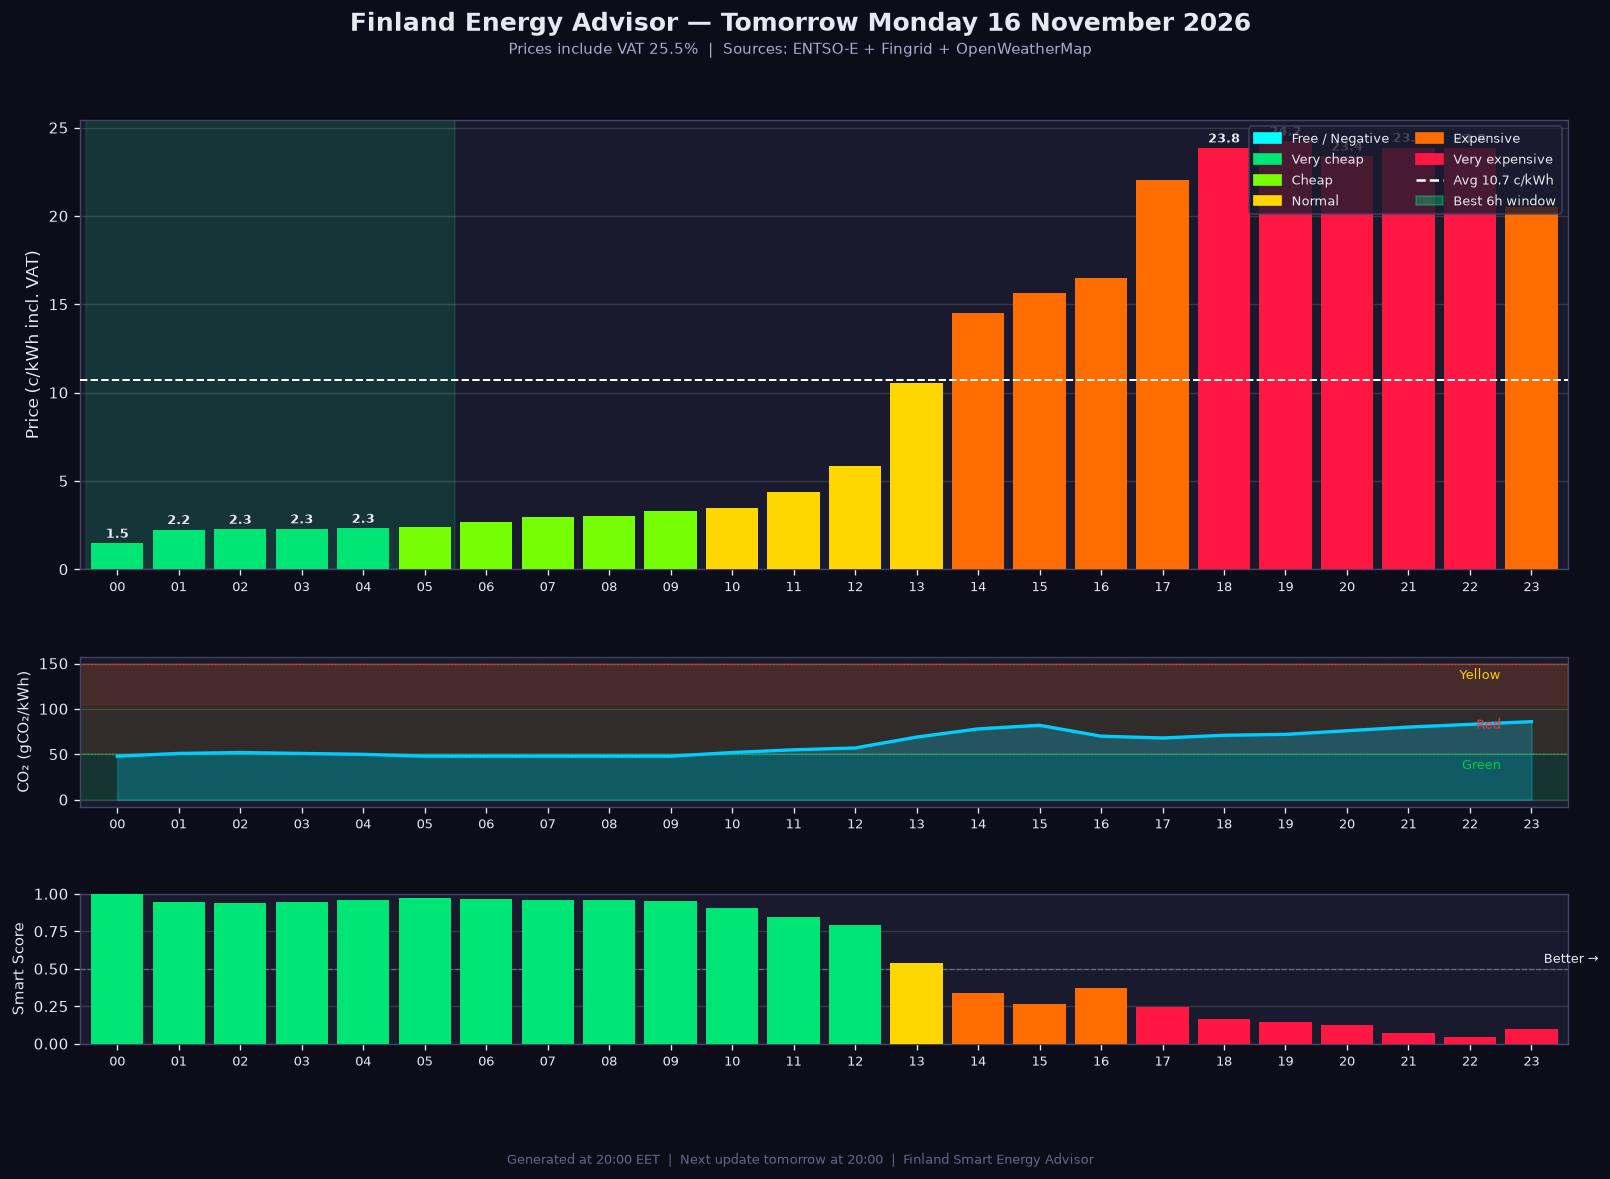 Finland Energy Advisor — Tomorrow Monday 16 November 2026
Prices include VAT 25.5% | Sources: ENTSO-E + Fingrid + OpenWeatherMap
Price (c/kWh incl. VAT)
25
20
15
10
5
0
1.5
2.2
2.3
2.3
2.3
23.8
Free / Negative
Very cheap
Cheap
Normal
Expensive
Very expensive
Avg 10.7 c/kWh
Best 6h window
00 01 02 03 04 05 06 07 08 09 10 11 12 13 14 15 16 17 18 19 20 21 22 23
CO₂ (gCO₂/kWh)
150
100
50
0
Yellow
Red
Green
00 01 02 03 04 05 06 07 08 09 10 11 12 13 14 15 16 17 18 19 20 21 22 23
Smart Score
1.00
0.75
0.50
0.25
0.00
Better →
00 01 02 03 04 05 06 07 08 09 10 11 12 13 14 15 16 17 18 19 20 21 22 23
Generated at 20:00 EET | Next update tomorrow at 20:00 | Finland Smart Energy Advisor